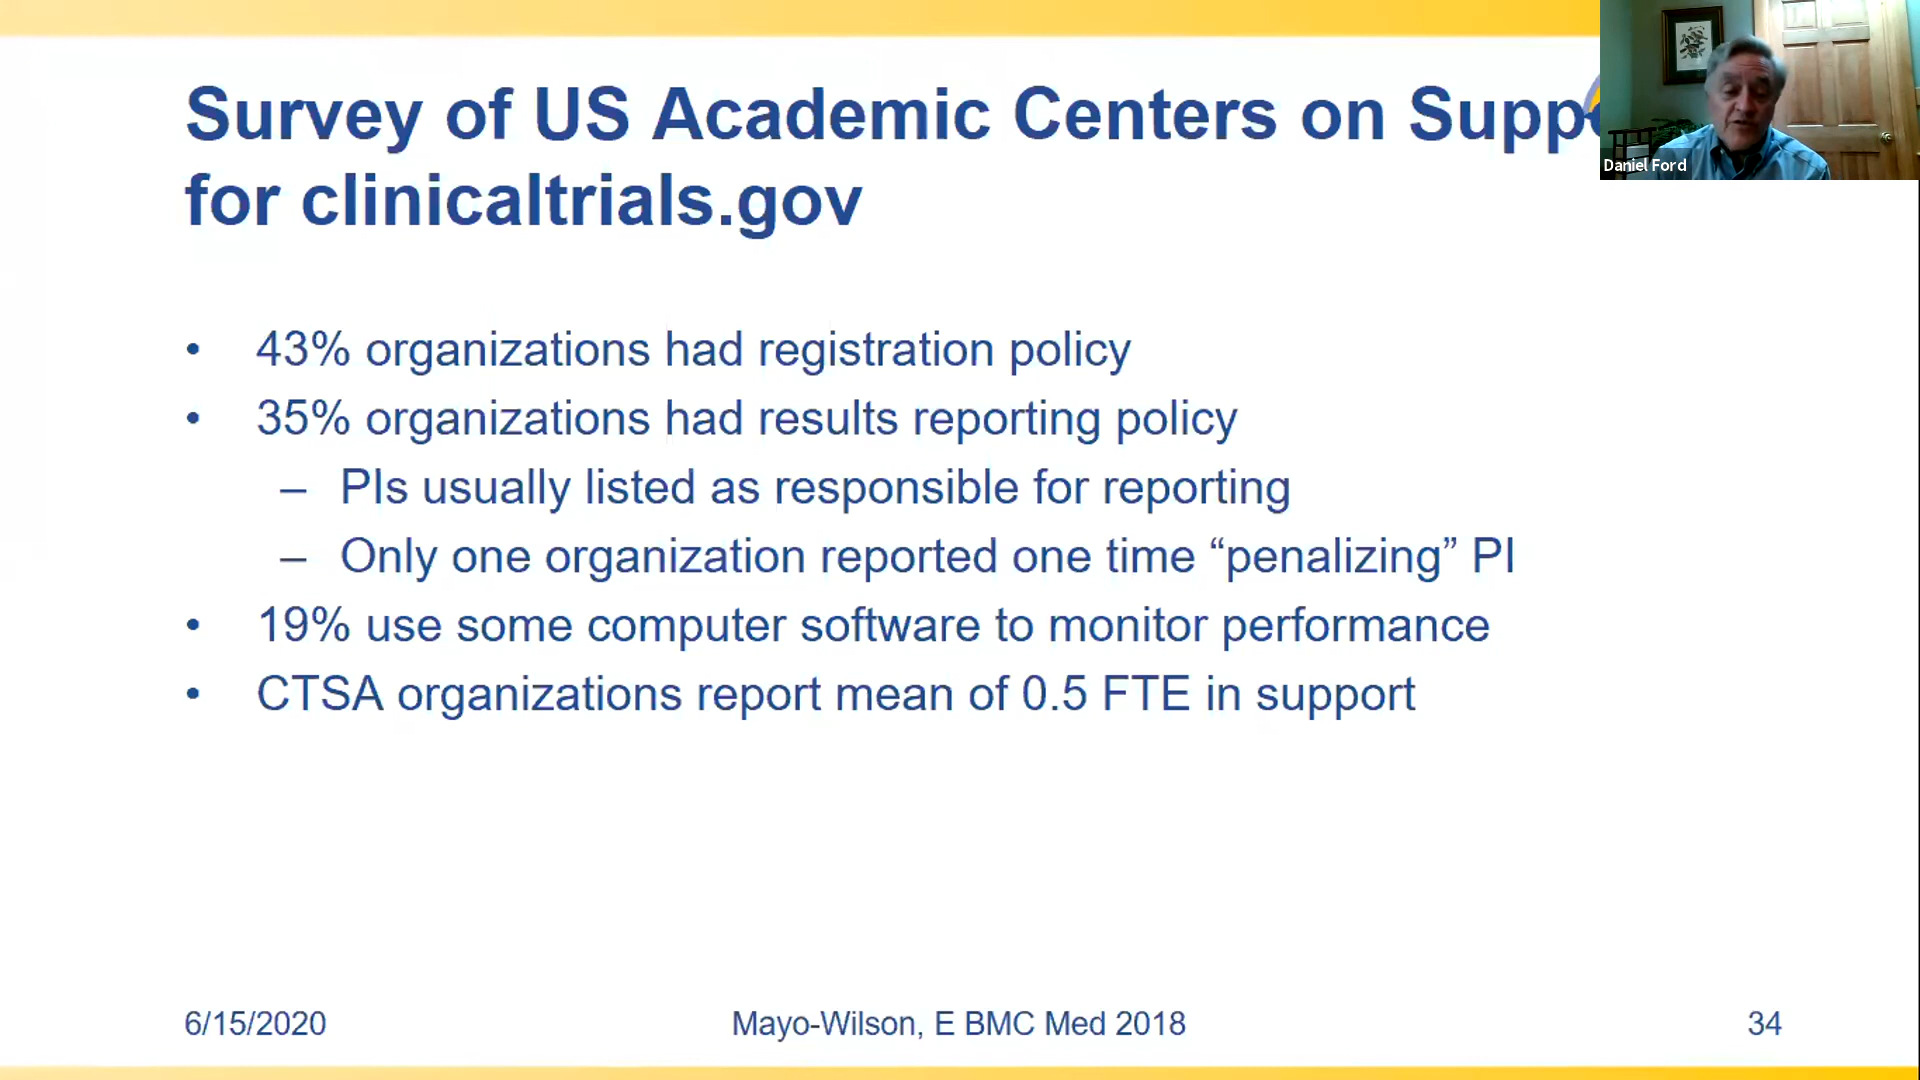 Survey of US Academic Centers on Supp
for clinicaltrials.gov
Daniel Ford
• 43% organizations had registration policy
• 35% organizations had results reporting policy
– PIs usually listed as responsible for reporting
– Only one organization reported one time “penalizing” PI
• 19% use some computer software to monitor performance
• CTSA organizations report mean of 0.5 FTE in support
6/15/2020
Mayo-Wilson, E BMC Med 2018
34